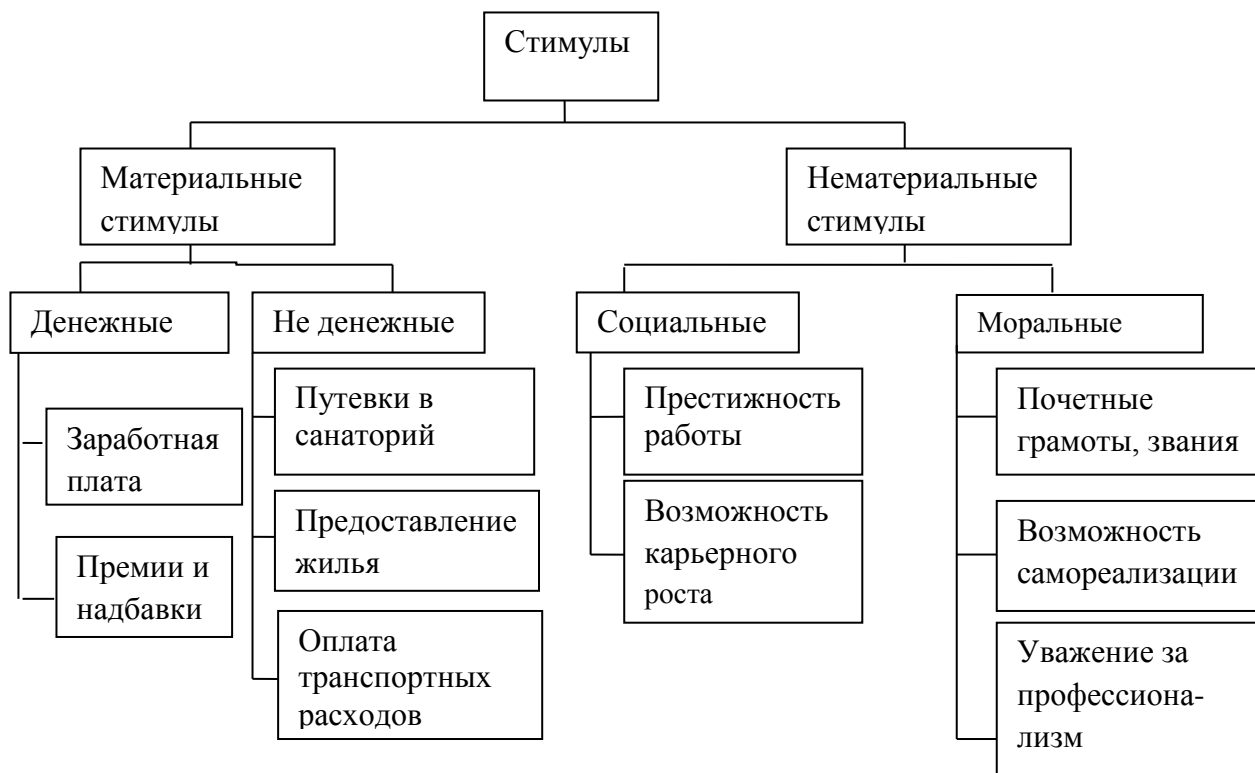 Стимулы
Материальные
стимулы
Нематериальные
стимулы
Денежные
Не денежные
Социальные
Моральные
Заработная
плата
Премии и
надбавки
Путевки в
санаторий
Предоставление
жилья
Оплата
транспортных
расходов
Престижность
работы
Возможность
карьерного
роста
Почетные
грамоты, звания
Возможность
самореализации
Уважение за
профессиона-
лизм